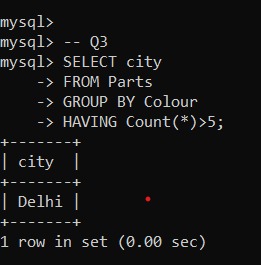 mysql>
mysql> -- Q3
mysql> SELECT city
    -> FROM Parts
    -> GROUP BY Colour
    -> HAVING Count(*)>5;
+-------+
| city  |
+-------+
| Delhi |
+-------+
1 row in set (0.00 sec)